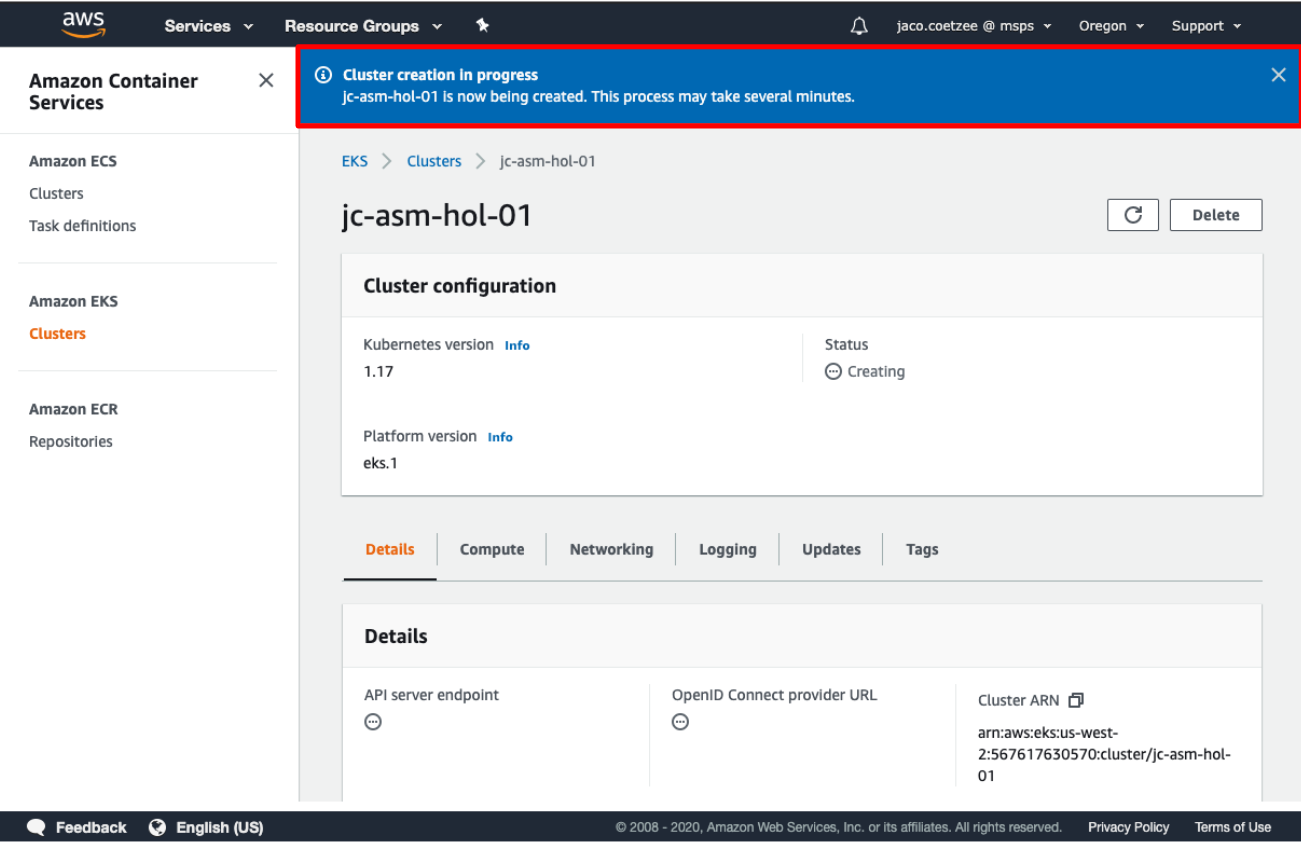 aws Services Resource Groups jaco.coetzee @ msps Oregon Support
Amazon Container
Services
Cluster creation in progress
jc-asm-hol-01 is now being created. This process may take several minutes.
Amazon ECS
Clusters
Task definitions
Amazon EKS
Clusters
Amazon ECR
Repositories
EKS > Clusters > jc-asm-hol-01
jc-asm-hol-01
Delete
Cluster configuration
Kubernetes version Info
1.17
Status
Creating
Platform version Info
eks.1
Details Compute Networking Logging Updates Tags
Details
API server endpoint
OpenID Connect provider URL
Cluster ARN
arn:aws:eks:us-west-
2:567617630570:cluster/jc-asm-hol-
01
Feedback English (US) © 2008 - 2020, Amazon Web Services, Inc. or its affiliates. All rights reserved. Privacy Policy Terms of Use